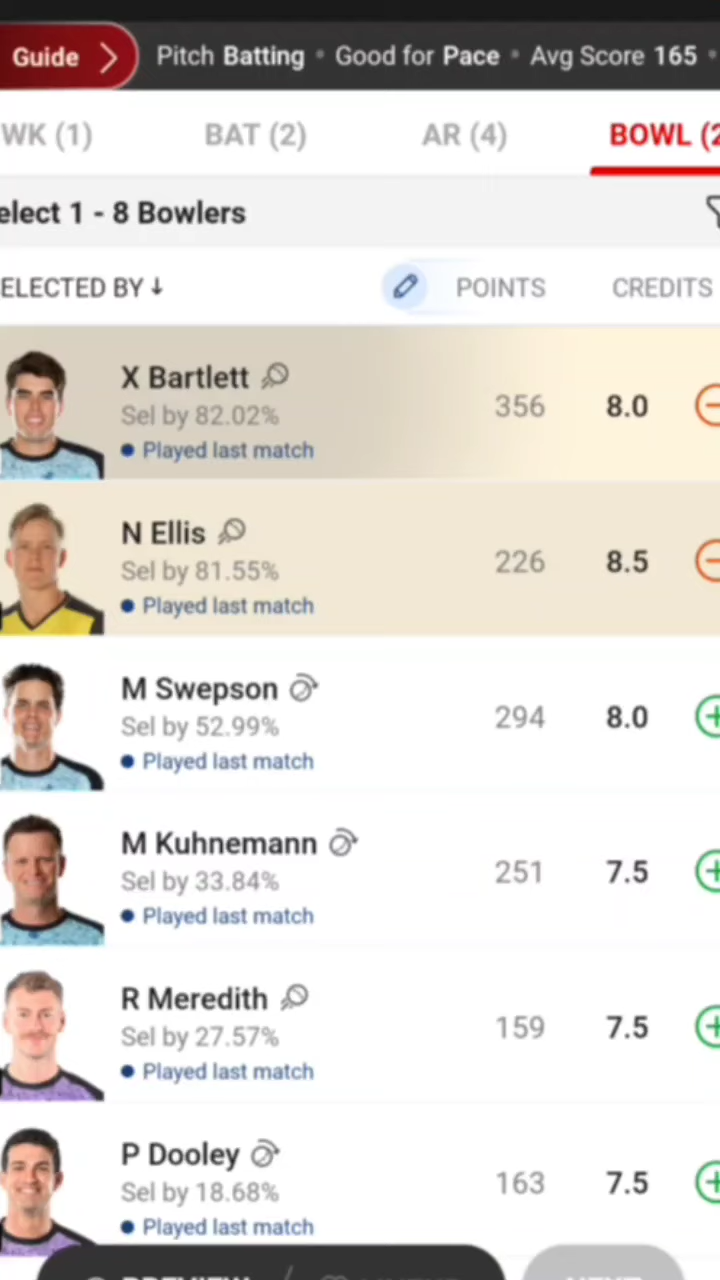 Guide
Pitch Batting • Good for Pace • Avg Score 165 •
WK (1) BAT (2) AR (4) BOWL (2
elect 1 - 8 Bowlers
ELECTED BY ↓ POINTS CREDITS
X Bartlett
Sel by 82.02% 356 8.0
• Played last match
N Ellis
Sel by 81.55% 226 8.5
• Played last match
M Swepson
Sel by 52.99% 294 8.0
• Played last match
M Kuhnemann
Sel by 33.84% 251 7.5
• Played last match
R Meredith
Sel by 27.57% 159 7.5
• Played last match
P Dooley
Sel by 18.68% 163 7.5
• Played last match
PREVIEW